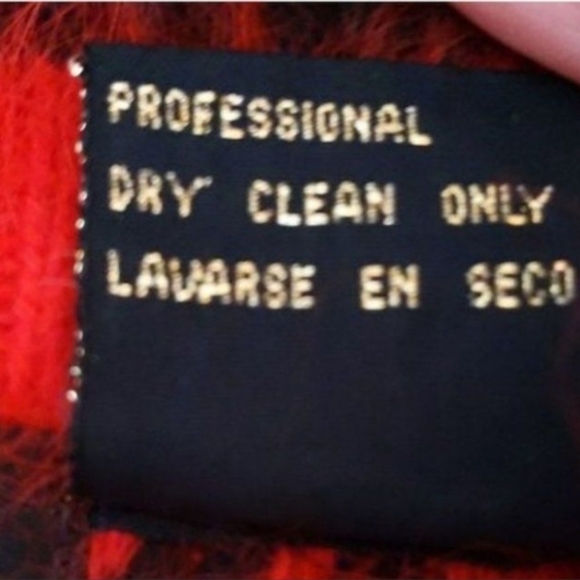 PROFESSIONAL
DRY CLEAN ONLY
LAVARSE EN SECO